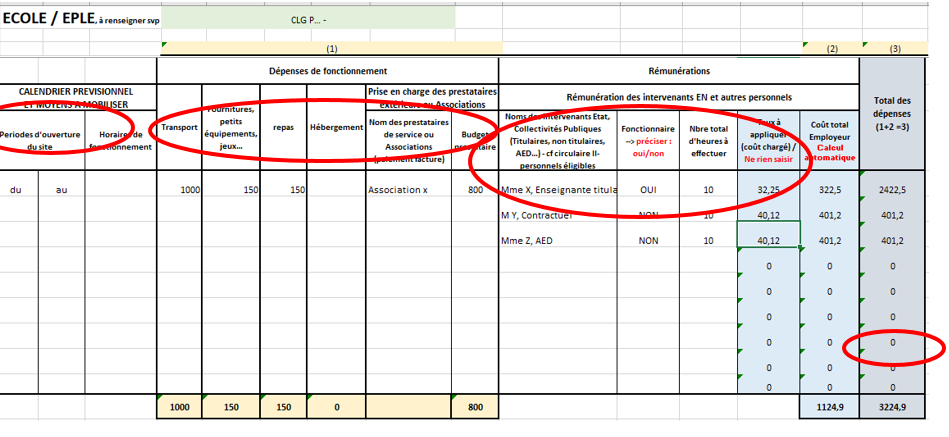 ECOLE / EPLE, à renseigner svp CLG P... -
(1) (2) (3)
Dépenses de fonctionnement Rémunérations
CALENDRIER PREVISIONNEL
ET MOYENS A MOBILISER
Prise en charge des prestataires
extérieure ou Associations
Rémunération des intervenants EN et autres personnels
Total des
dépenses
(1+2 =3)
Periodes d'ouverture
du site
Horaires de
fonctionnement
Transport
Fournitures,
petits
équipements,
jeux...
repas
Hébergement
Nom des prestataires
de service ou
Associations
(paiement facture)
Budget
prestataire
Noms des intervenants Etat,
Collectivités Publiques
(Titulaires, non titulaires,
AED...) - cf circulaire II-
personnels éligibles
Fonctionnaire
--> préciser :
oui/non
Nbre total
d'heures à
effectuer
Taux à
appliquer
(coût chargé) /
Ne rien saisir
Coût total
Employeur
Calcul
automatique
du au 1000 150 150 Association x 800 Mme X, Enseignante titula OUI 10 32,25 322,5 2422,5
M Y, Contractuel NON 10 40,12 401,2 401,2
Mme Z, AED NON 10 40,12 401,2 401,2
0 0 0
0 0 0
0 0 0
0 0 0
0 0 0
0 0 0
1000 150 150 0 800 1124,9 3224,9